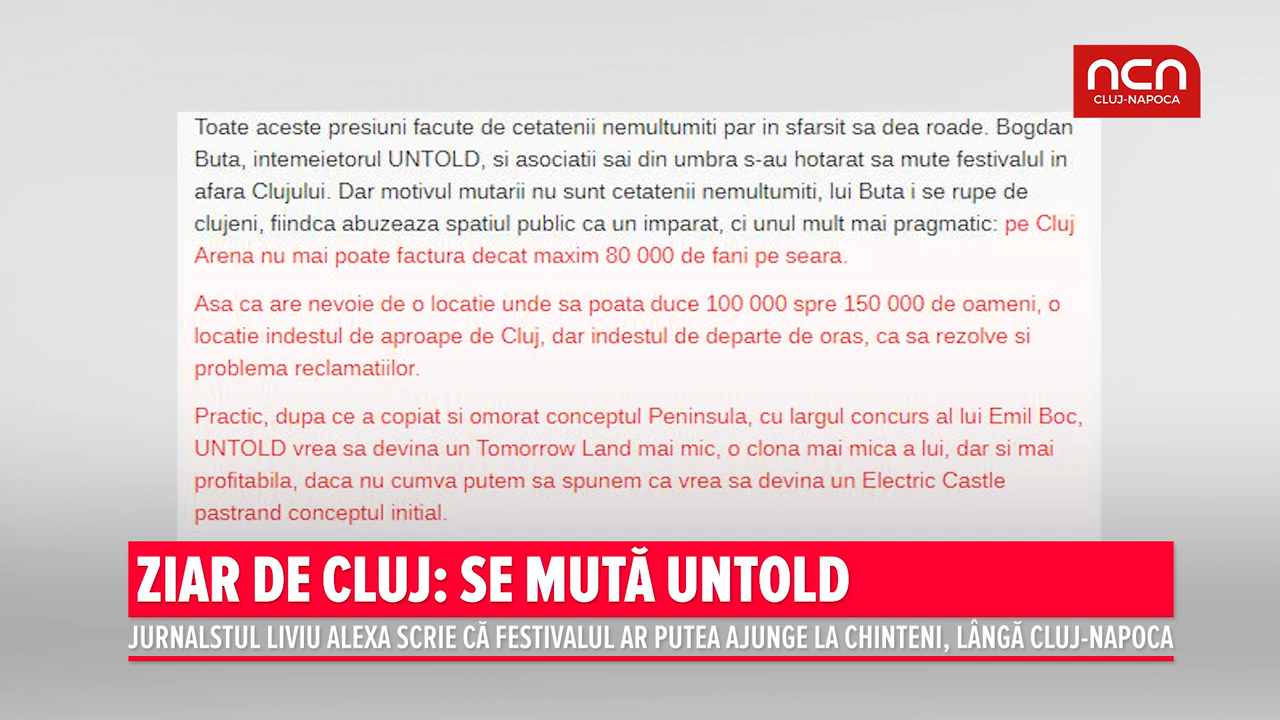 ncn
CLUJ-NAPOCA
Toate aceste presiuni facute de cetatenii nemultumiti par in sfarsit sa dea roade. Bogdan
Buta, intemeietorul UNTOLD, si asociatii sai din umbra s-au hotarat sa mute festivalul in
afara Clujului. Dar motivul mutarii nu sunt cetatenii nemultumiti, lui Buta i se rupe de
clujeni, fiindca abuzeaza spatiul public ca un imparat, ci unul mult mai pragmatic: pe Cluj
Arena nu mai poate factura decat maxim 80 000 de fani pe seara.
Asa ca are nevoie de o locatie unde sa poata duce 100 000 spre 150 000 de oameni, o
locatie indestul de aproape de Cluj, dar indestul de departe de oras, ca sa rezolve si
problema reclamatiilor.
Practic, dupa ce a copiat si omorat conceptul Peninsula, cu largul concurs al lui Emil Boc,
UNTOLD vrea sa devina un Tomorrow Land mai mic, o clona mai mica a lui, dar si mai
profitabila, daca nu cumva putem sa spunem ca vrea sa devina un Electric Castle
pastrand conceptul initial.
ZIAR DE CLUJ: SE MUTĂ UNTOLD
JURNALSTUL LIVIU ALEXA SCRIE CĂ FESTIVALUL AR PUTEA AJUNGE LA CHINTENI, LÂNGĂ CLUJ-NAPOCA